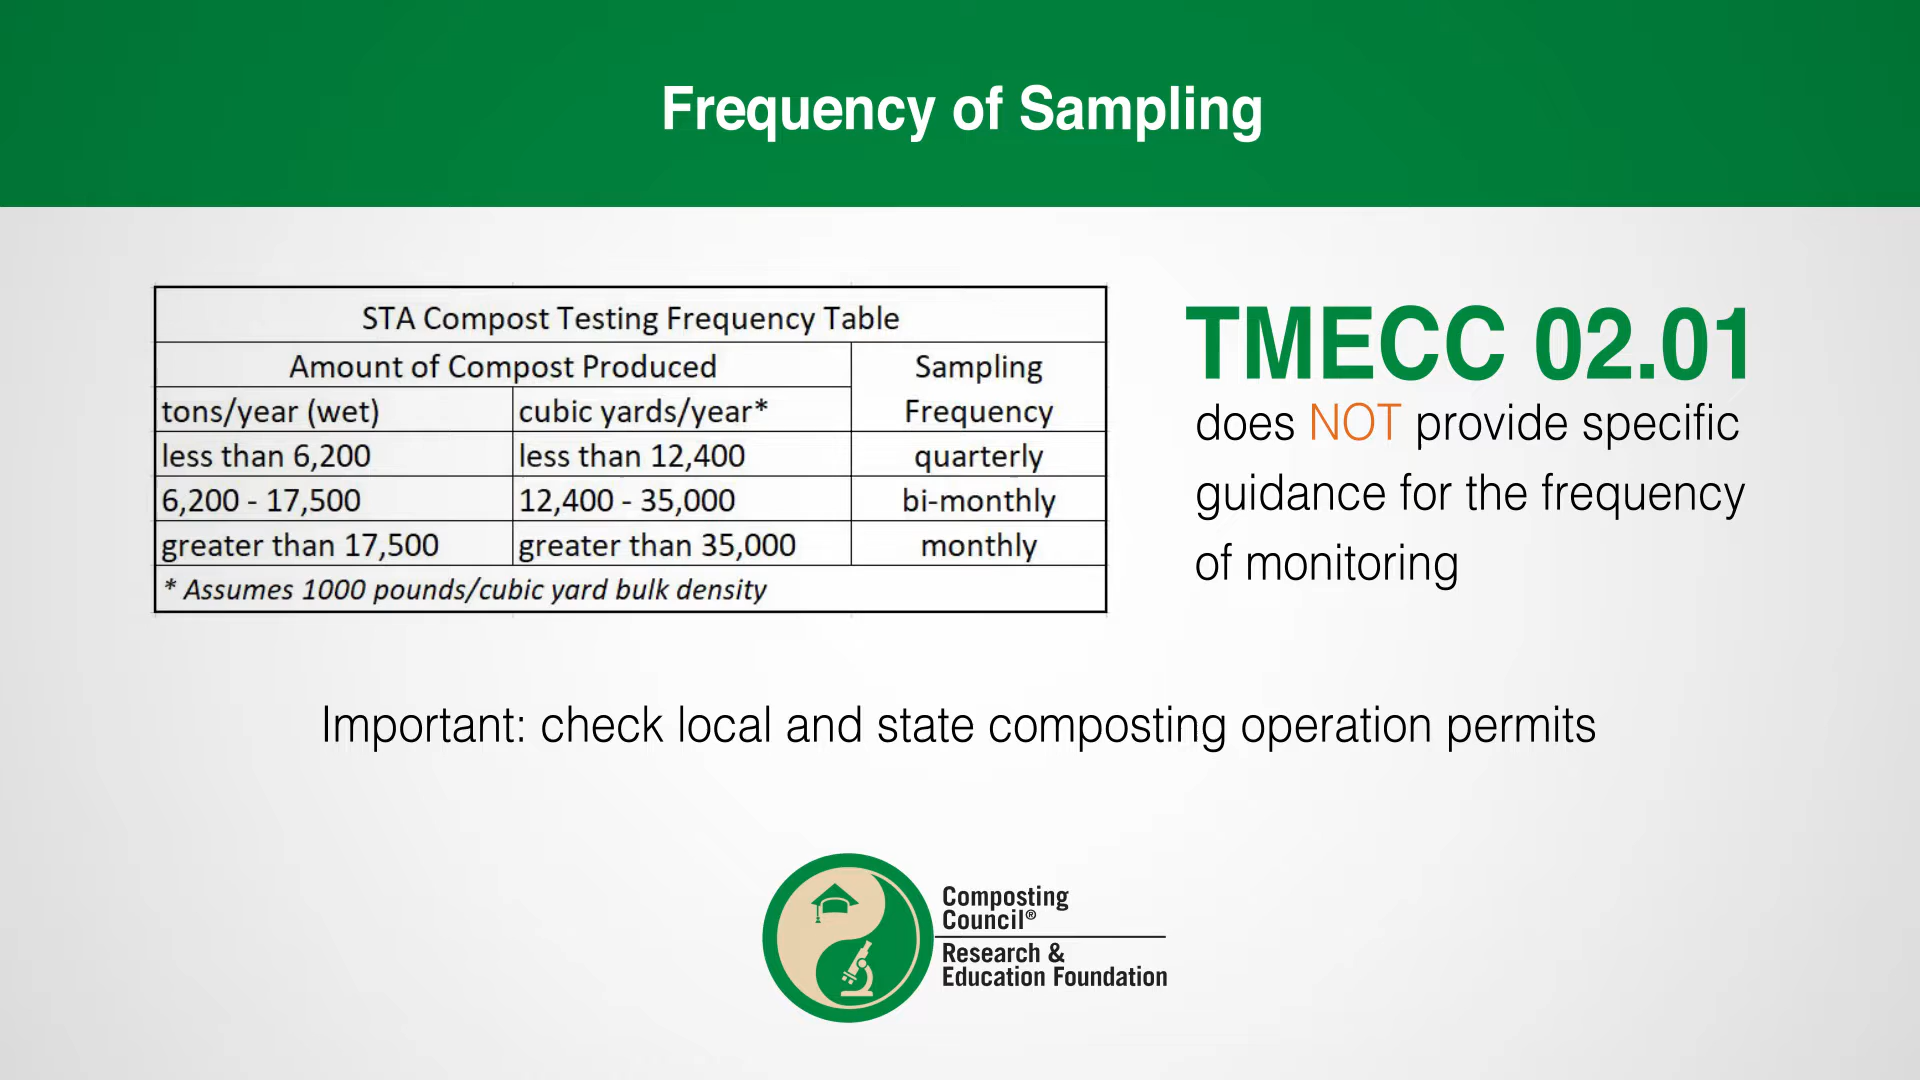 Frequency of Sampling
STA Compost Testing Frequency Table
Amount of Compost Produced
Sampling
Frequency
tons/year (wet)
cubic yards/year*
less than 6,200
less than 12,400
quarterly
6,200 - 17,500
12,400 - 35,000
bi-monthly
greater than 17,500
greater than 35,000
monthly
* Assumes 1000 pounds/cubic yard bulk density
TMECC 02.01
does NOT provide specific
guidance for the frequency
of monitoring
Important: check local and state composting operation permits
Composting
Council®
Research &
Education Foundation